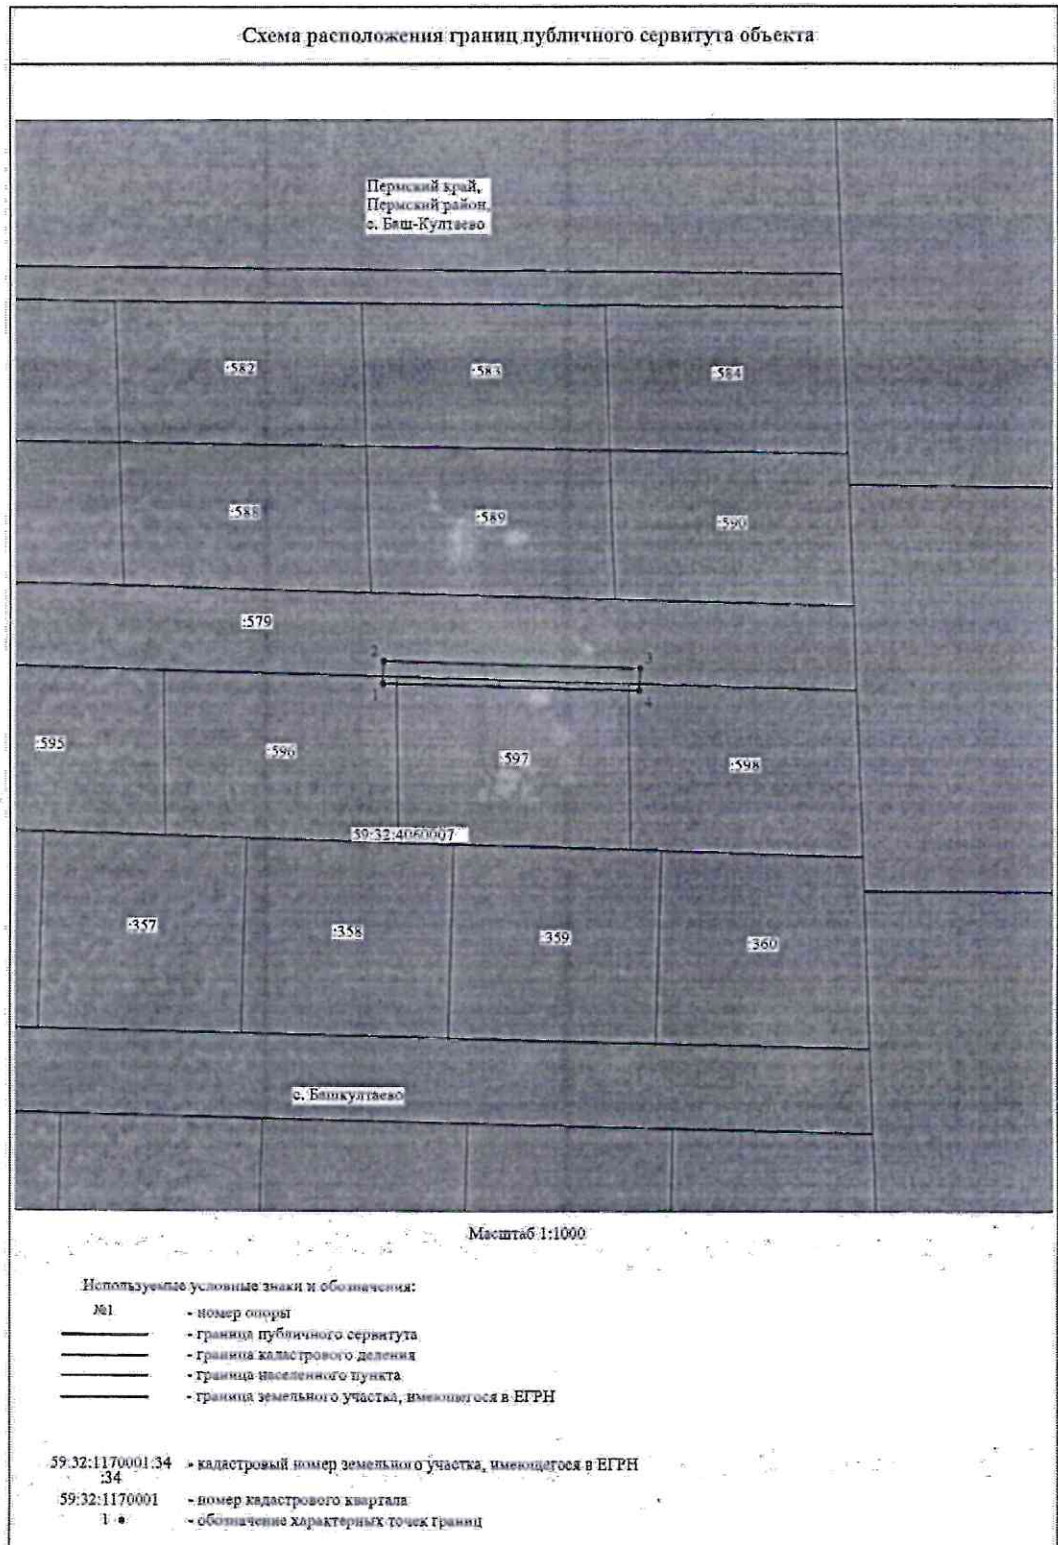 Схема расположения границ публичного сервитута объекта
Пермский край,
Пермский район,
с. Баш-Култаево
:582
:583
:584
:588
:589
:590
:579
2
3
1
4
:595
:596
:597
:598
59:32:4060007
:357
:358
:359
:360
с. Башкултаево
Масштаб 1:1000
Используемые условные знаки и обозначения:
№1 - номер опоры
- граница публичного сервитута
- граница кадастрового деления
- граница населенного пункта
- граница земельного участка, имеющегося в ЕГРН
59:32:1170001:34 - кадастровый номер земельного участка, имеющегося в ЕГРН
:34
59:32:1170001 - номер кадастрового квартала
1 - обозначение характерных точек границ